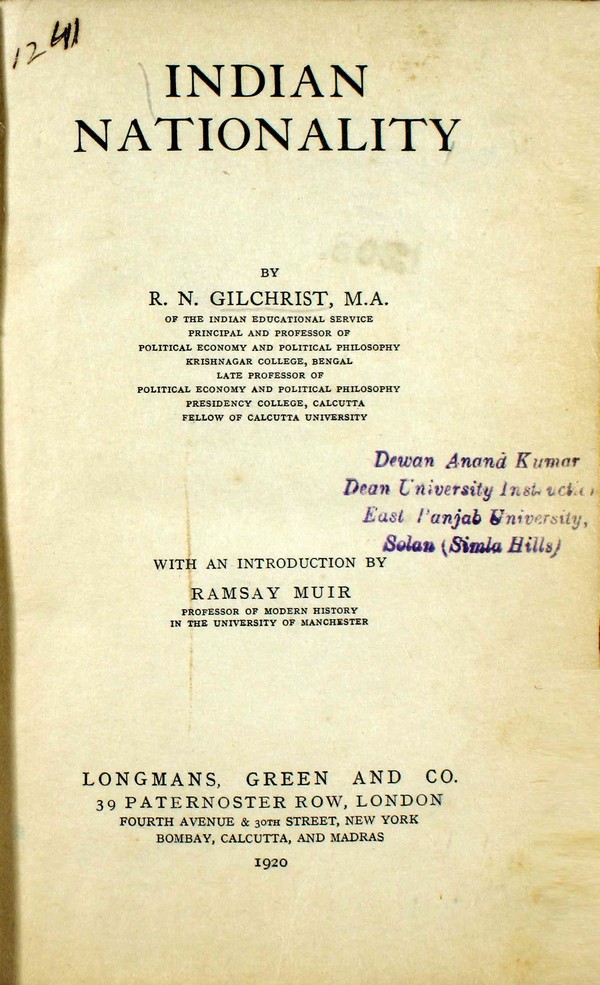 12411
INDIAN
NATIONALITY
BY
R. N. GILCHRIST, M.A.
OF THE INDIAN EDUCATIONAL SERVICE
PRINCIPAL AND PROFESSOR OF
POLITICAL ECONOMY AND POLITICAL PHILOSOPHY
KRISHNAGAR COLLEGE, BENGAL
LATE PROFESSOR OF
POLITICAL ECONOMY AND POLITICAL PHILOSOPHY
PRESIDENCY COLLEGE, CALCUTTA
FELLOW OF CALCUTTA UNIVERSITY
Dewan Anand Kumar
Dean University
East Panjab University,
Solan (Simla Hills)
WITH AN INTRODUCTION BY
RAMSAY MUIR
PROFESSOR OF MODERN HISTORY
IN THE UNIVERSITY OF MANCHESTER
LONGMANS, GREEN AND CO.
39 PATERNOSTER ROW, LONDON
FOURTH AVENUE & 30TH STREET, NEW YORK
BOMBAY, CALCUTTA, AND MADRAS
1920